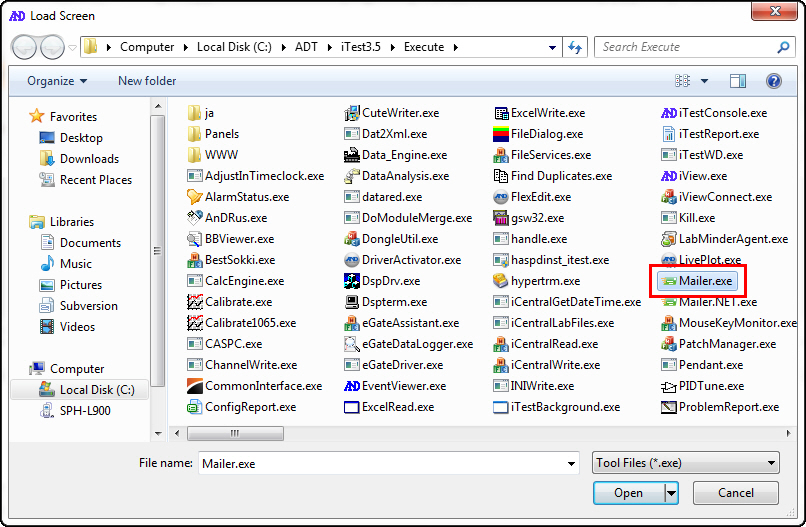 Load Screen
Computer Local Disk (C:) ADT iTest3.5 Execute
Search Execute
Organize New folder
Favorites
Desktop
Downloads
Recent Places
Libraries
Documents
Music
Pictures
Subversion
Videos
Computer
Local Disk (C:)
SPH-L900
ja
Panels
WWW
AdjustInTimeclock.exe
AlarmStatus.exe
AnDRus.exe
BBViewer.exe
BestSokki.exe
CalcEngine.exe
Calibrate.exe
Calibrate1065.exe
CASPC.exe
ChannelWrite.exe
CommonInterface.exe
ConfigReport.exe
CuteWriter.exe
Dat2Xml.exe
Data_Engine.exe
DataAnalysis.exe
datared.exe
DoModuleMerge.exe
DongleUtil.exe
DriverActivator.exe
DspDrv.exe
Dspterm.exe
eGateAssistant.exe
eGateDataLogger.exe
eGateDriver.exe
EventViewer.exe
ExcelRead.exe
ExcelWrite.exe
FileDialog.exe
FileServices.exe
Find Duplicates.exe
FlexEdit.exe
gsw32.exe
handle.exe
haspdinst_itest.exe
hypertrm.exe
iCentralGetDateTime.exe
iCentralLabFiles.exe
iCentralRead.exe
iCentralWrite.exe
INIWrite.exe
iTestBackground.exe
iTestConsole.exe
iTestReport.exe
iTestWD.exe
iView.exe
iViewConnect.exe
Kill.exe
LabMinderAgent.exe
LivePlot.exe
Mailer.exe
Mailer.NET.exe
MouseKeyMonitor.exe
PatchManager.exe
Pendant.exe
PIDTune.exe
ProblemReport.exe
File name: Mailer.exe Tool Files (*.exe)
Open Cancel